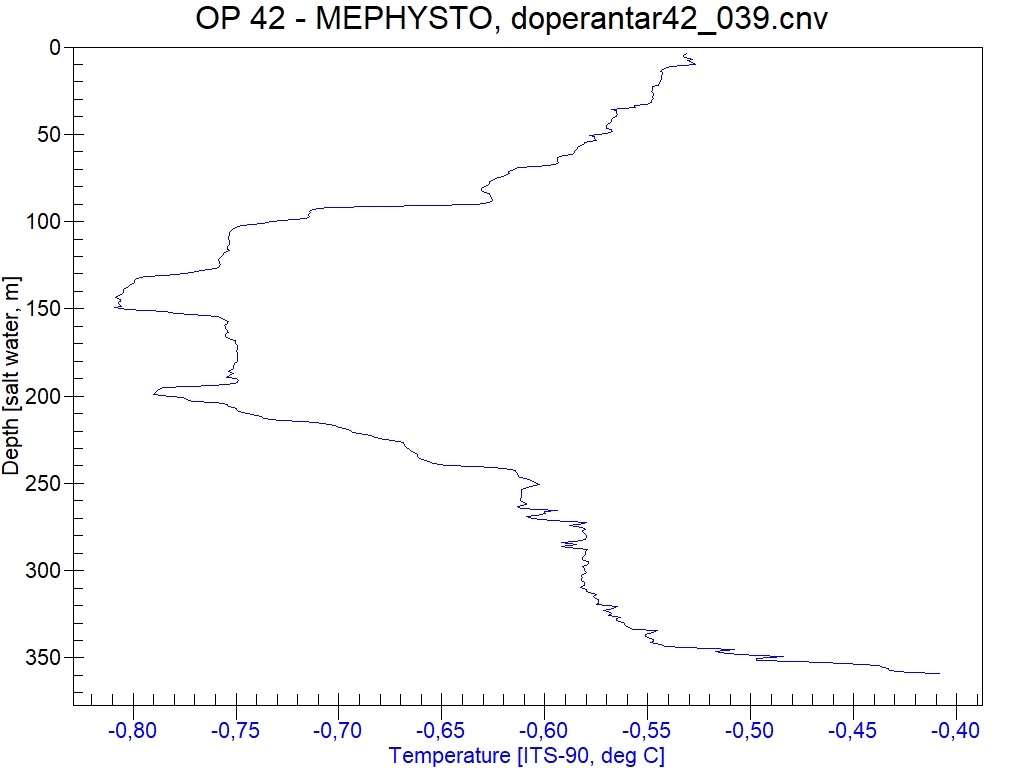 OP 42 - MEPHYSTO, doperantar42_039.cnv
0
50
100
150
200
250
300
350
Depth [salt water, m]
-0,80 -0,75 -0,70 -0,65 -0,60 -0,55 -0,50 -0,45 -0,40
Temperature [ITS-90, deg C]